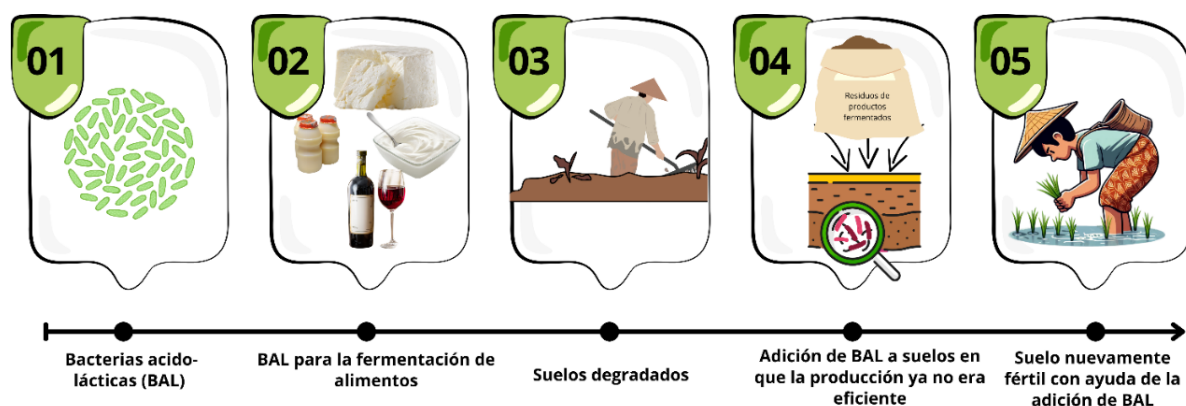 01
02
03
04
05
Residuos de
productos
fermentados
Bacterias acido-
lácticas (BAL)
BAL para la fermentación de
alimentos
Suelos degradados
Adición de BAL a suelos en
que la producción ya no era
eficiente
Suelo nuevamente
fértil con ayuda de la
adición de BAL